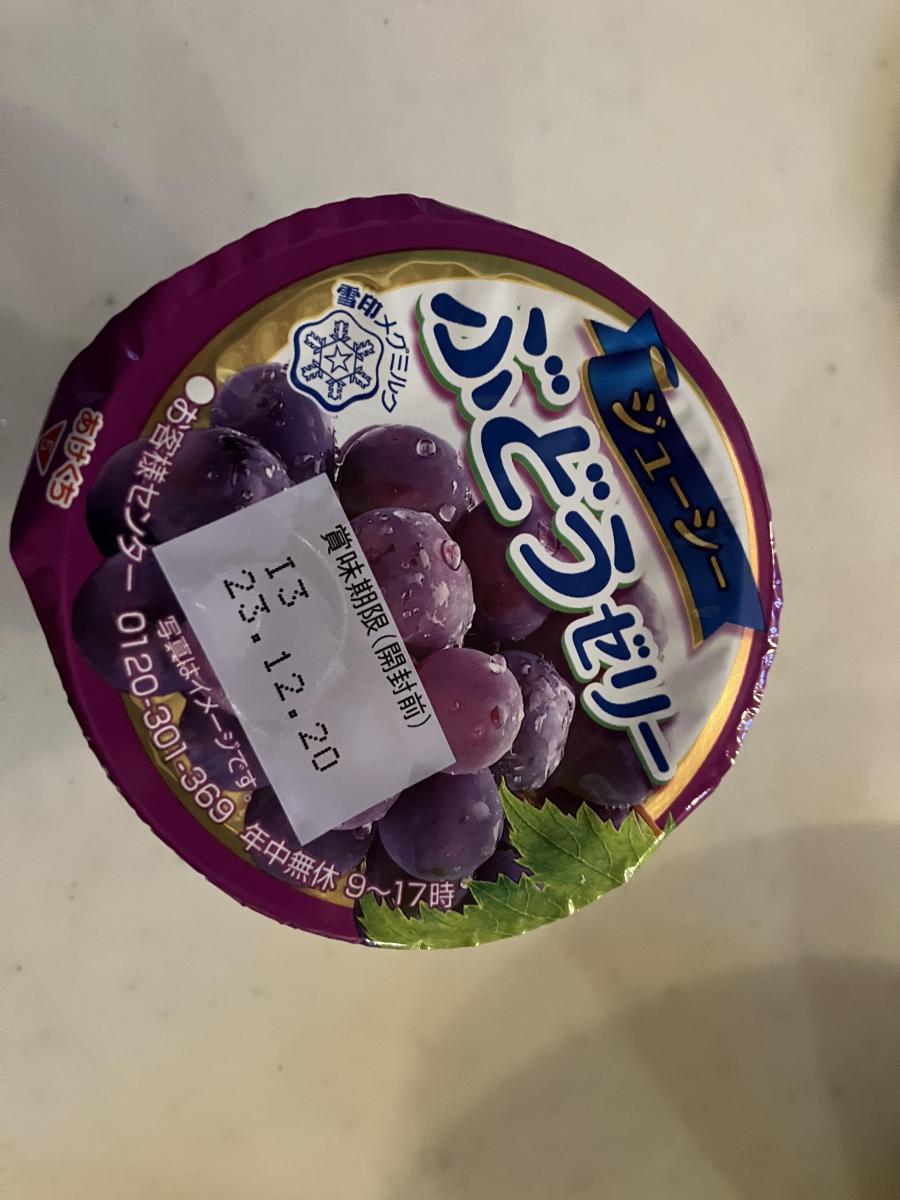 ジューシー
ぶどうゼリー
雪印メグミルク
賞味期限(開封前)
23.12.20
I3
写真はイメージです。
●お客様センター 0120-301-369 年中無休 9~17時
あけくち